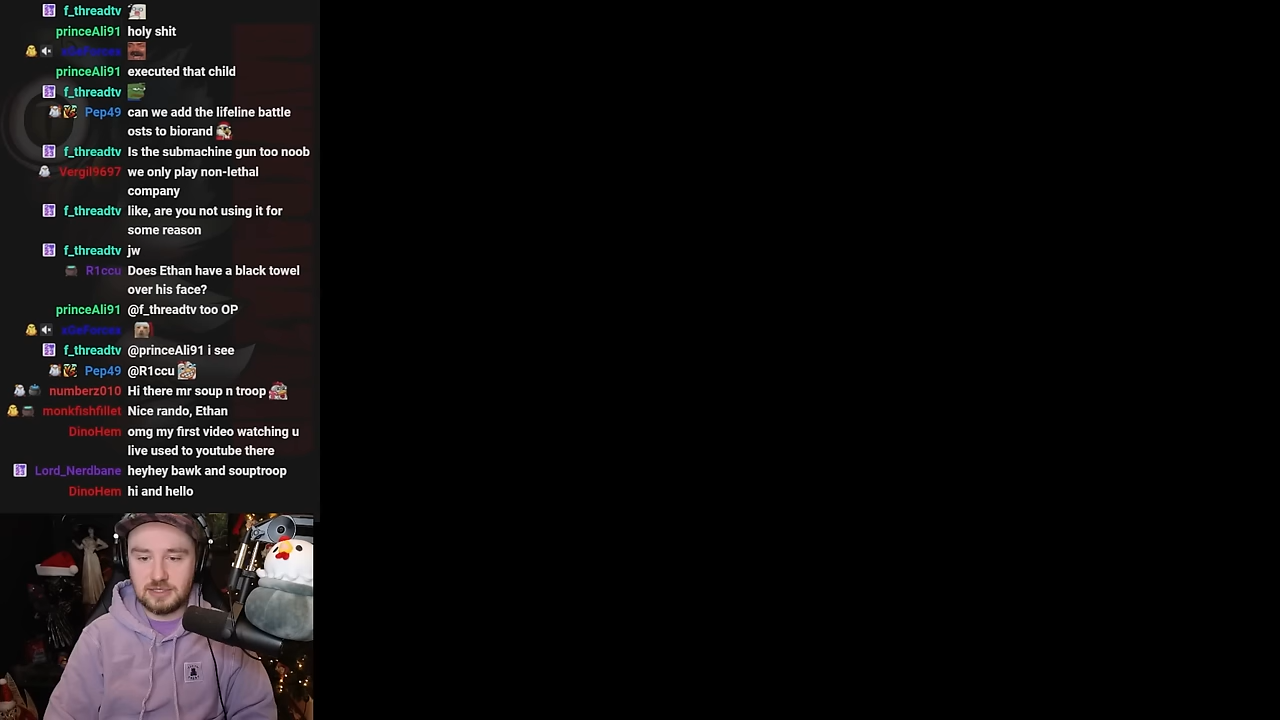 f_threadtv
princeAli91 holy shit
princeAli91 executed that child
f_threadtv
Pep49 can we add the lifeline battle
osts to biorand
f_threadtv Is the submachine gun too noob
Vergil9697 we only play non-lethal
company
f_threadtv like, are you not using it for
some reason
f_threadtv jw
R1ccu Does Ethan have a black towel
over his face?
princeAli91 @f_threadtv too OP
f_threadtv @princeAli91 i see
Pep49 @R1ccu
numberz010 Hi there mr soup n troop
monkfishfillet Nice rando, Ethan
DinoHem omg my first video watching u
live used to youtube there
Lord_Nerdbane heyhey bawk and souptroop
DinoHem hi and hello